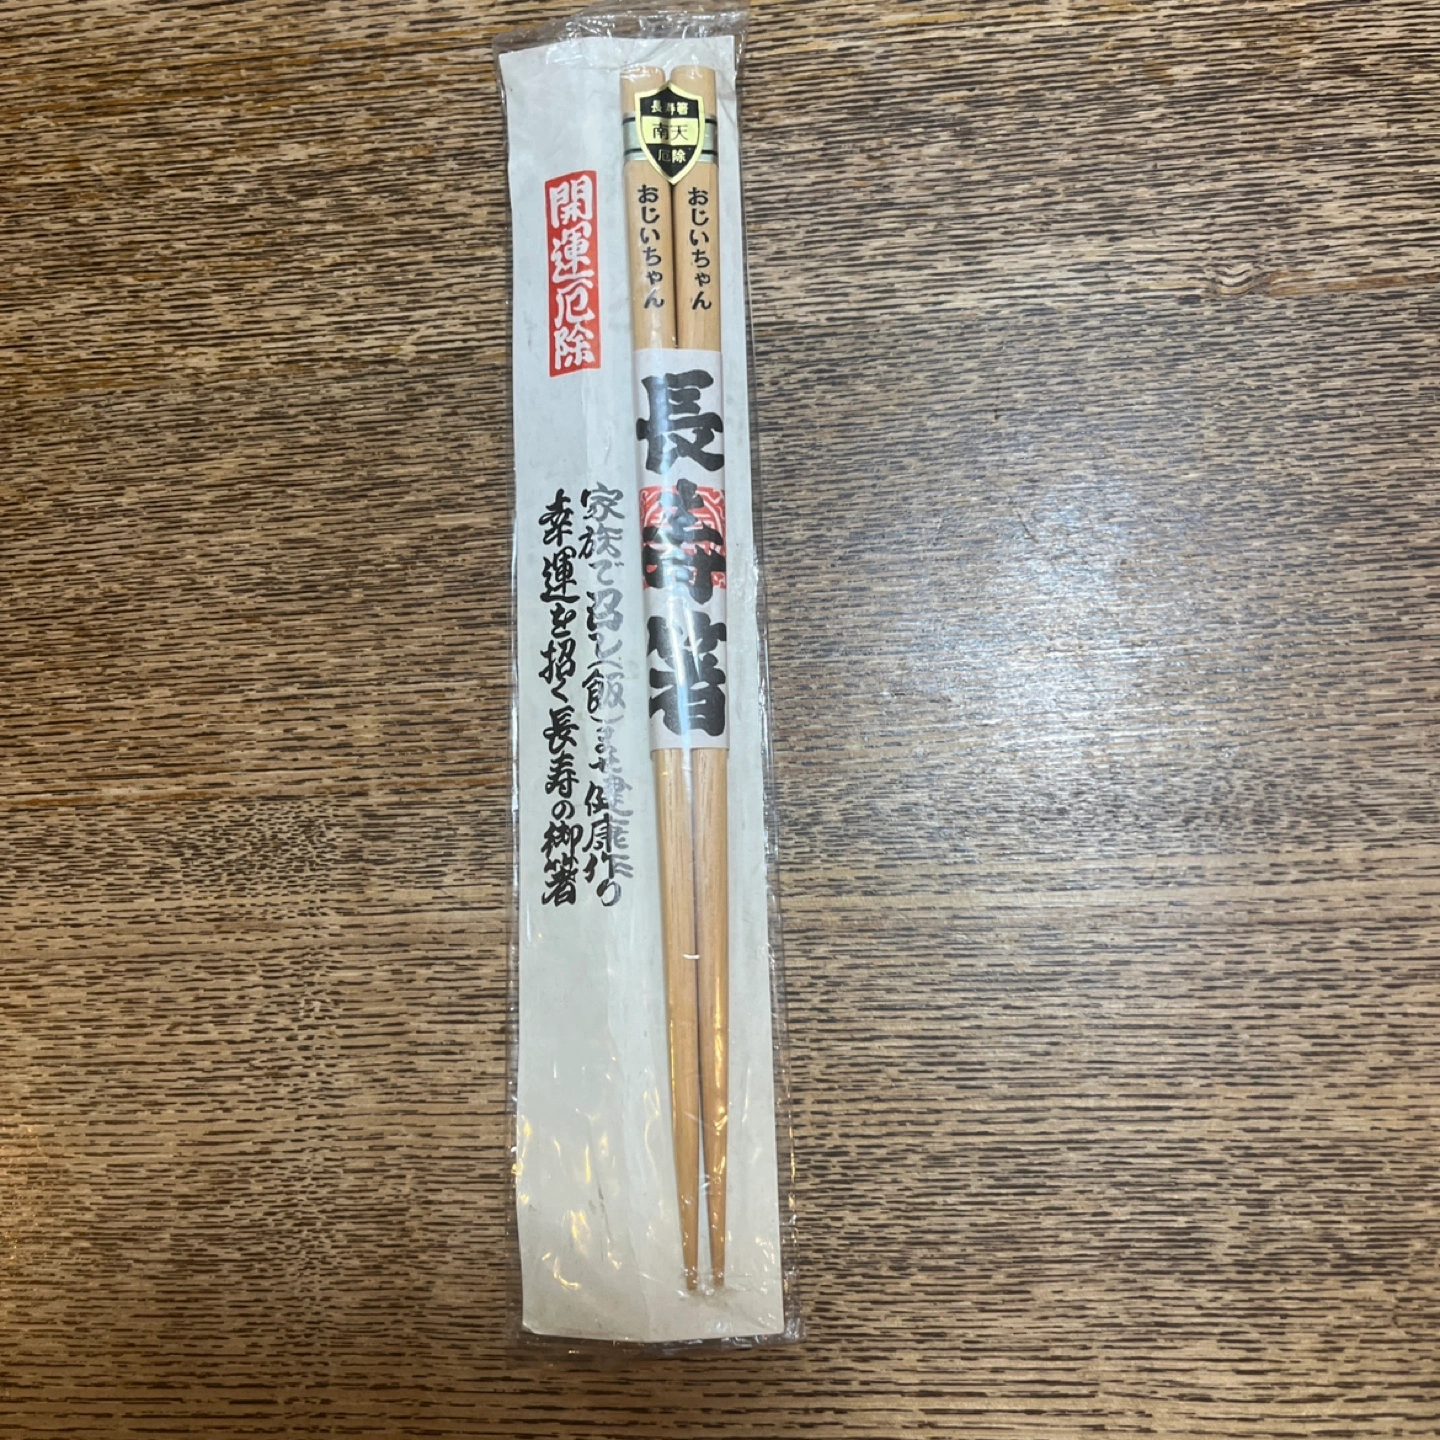 長寿箸
南天
厄除
おじいちゃん
おじいちゃん
長寿箸
開運厄除
家族で召しませ健康作り
幸運を招く長寿の御箸